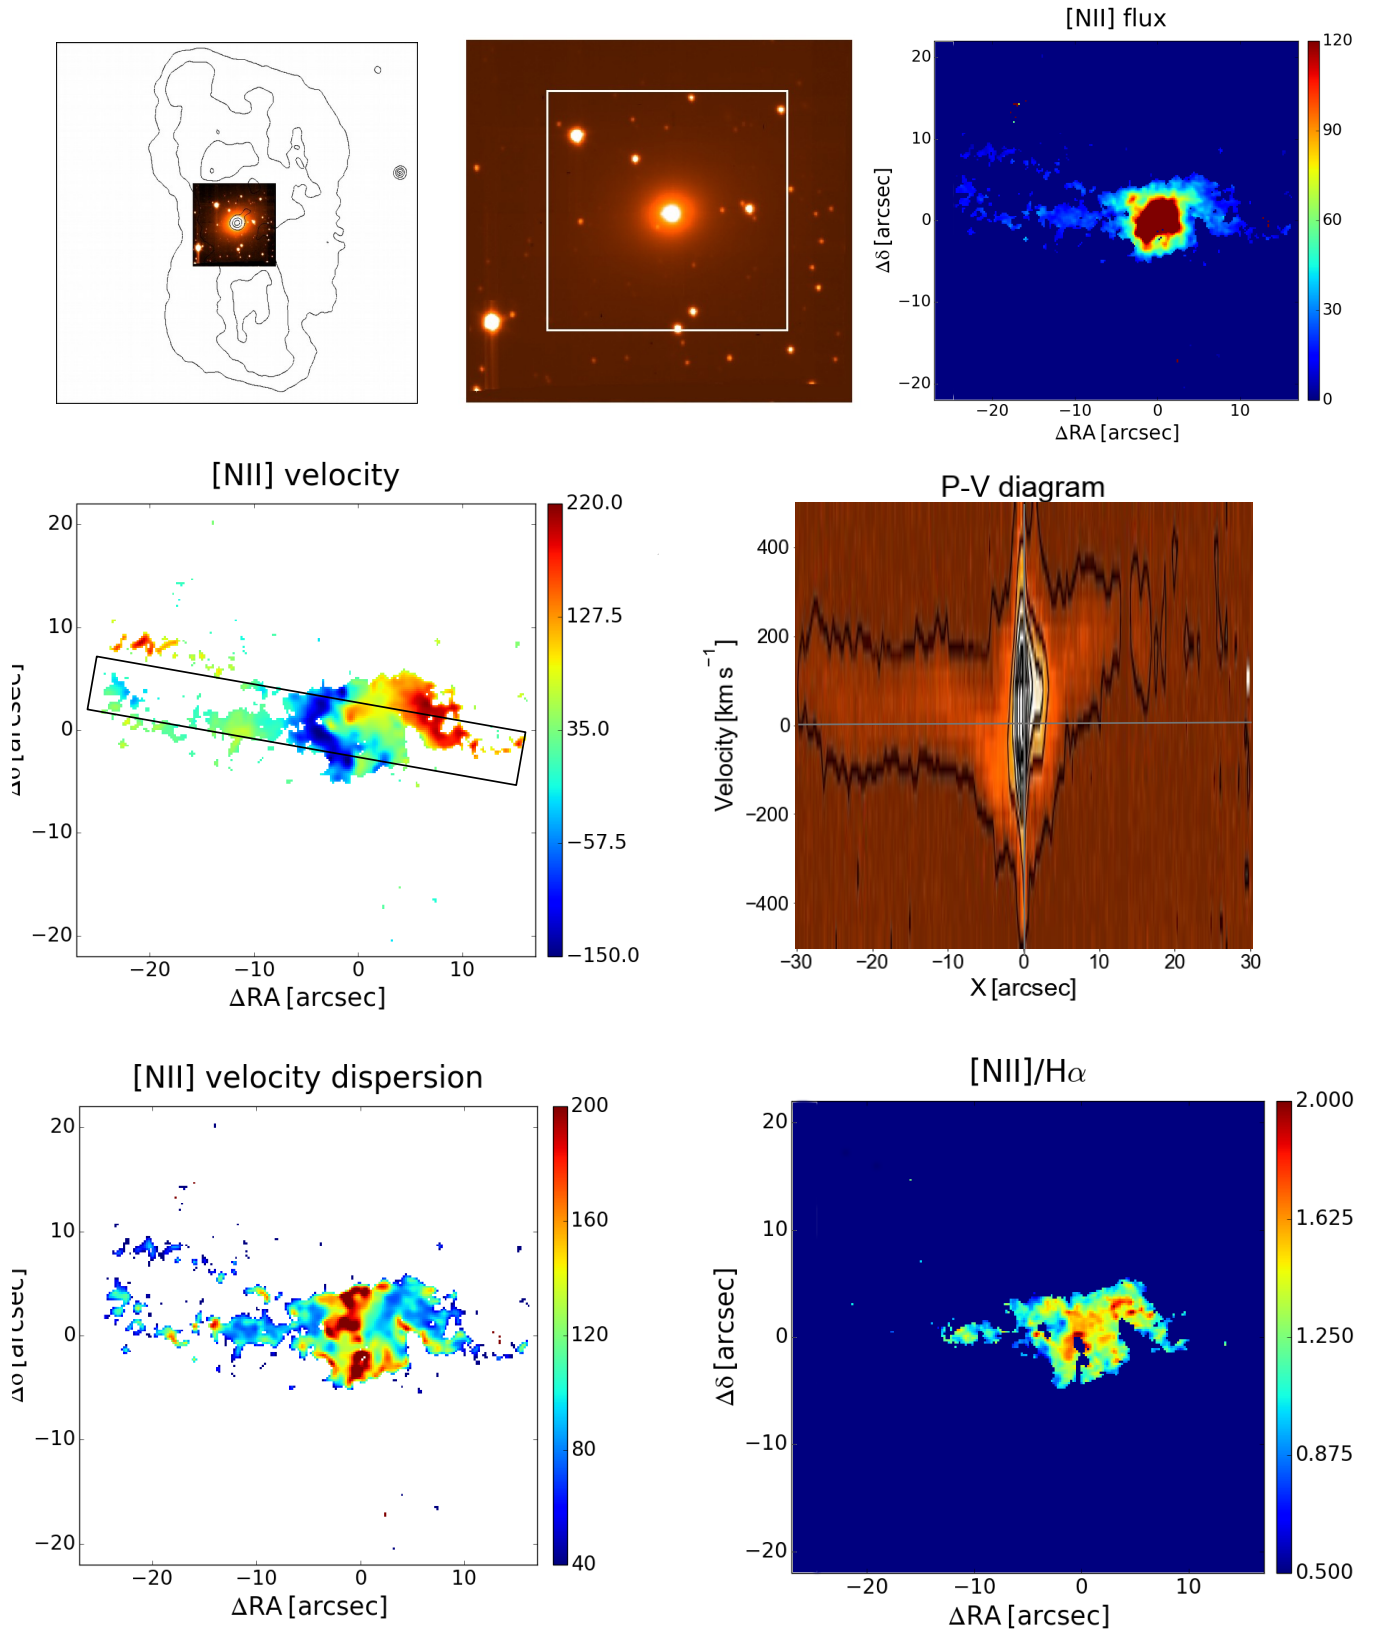 [NII] flux
20
10
0
−10
−20
Δδ [arcsec]
−20 −10 0 10
ΔRA [arcsec]
120
90
60
30
0
[NII] velocity
20
10
0
−10
−20
−20 −10 0 10
ΔRA [arcsec]
220.0
127.5
35.0
−57.5
−150.0
P-V diagram
400
200
0
−200
−400
Velocity [km s⁻¹]
−30 −20 −10 0 10 20 30
X [arcsec]
[NII] velocity dispersion
20
10
0
−10
−20
Δδ [arcsec]
−20 −10 0 10
ΔRA [arcsec]
200
160
120
80
40
[NII]/Hα
20
10
0
−10
−20
Δδ [arcsec]
−20 −10 0 10
ΔRA [arcsec]
2.000
1.625
1.250
0.875
0.500